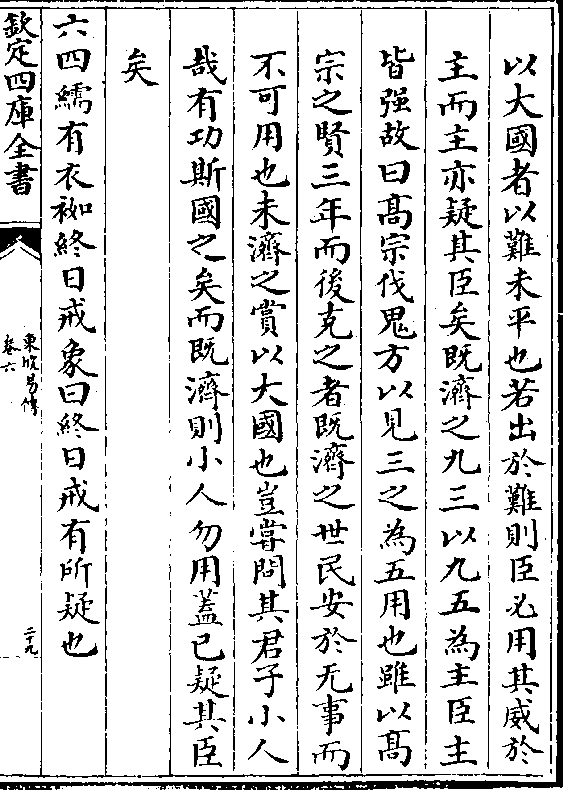 以大國者以難未平也若出於難則臣必用其威於
主而主亦疑其臣矣既濟之九三以九五為主臣主
皆强故曰髙宗伐鬼方以見三之為五用也雖以髙
宗之賢三年而後克之者既濟之世民安於无事而
不可用也未濟之賞以大國也豈嘗問其君子小人
哉有功斯國之矣而既濟則小人勿用蓋已疑其臣
矣
六四繻有衣袽終日戒象曰終日戒有所疑也
欽定四庫全書
東坡易傳
卷六
二十九